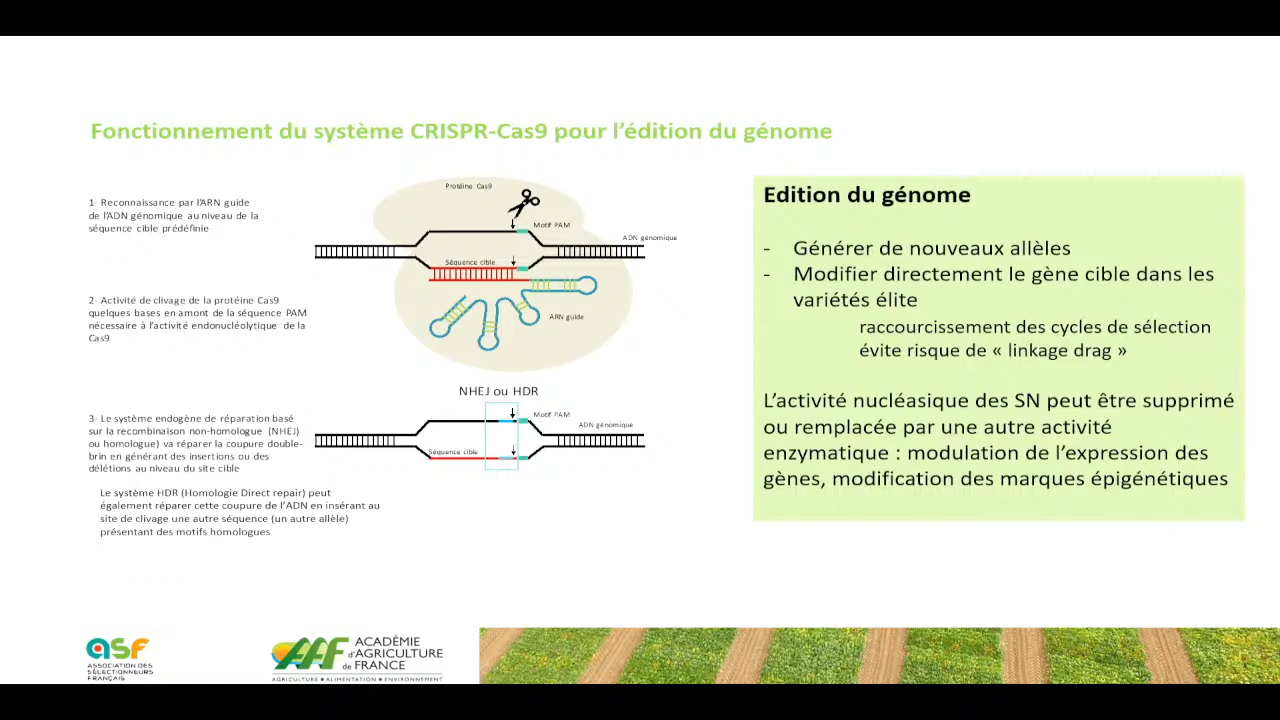 Fonctionnement du système CRISPR-Cas9 pour l’édition du génome
1- Reconnaissance par l’ARN guide
de l’ADN génomique au niveau de la
séquence cible prédéfinie
2- Activité de clivage de la protéine Cas9
quelques bases en amont de la séquence PAM
nécessaire à l’activité endonucléolytique de la
Cas9
3- Le système endogène de réparation basé
sur la recombinaison non-homologue (NHEJ)
ou homologue) va réparer la coupure double-
brin en générant des insertions ou des
délétions au niveau du site cible
Le système HDR (Homologie Direct repair) peut
également réparer cette coupure de l’ADN en insérant au
site de clivage une autre séquence (un autre allèle)
présentant des motifs homologues
Protéine Cas9
Motif PAM
ADN génomique
Séquence cible
ARN guide
NHEJ ou HDR
Motif PAM
ADN génomique
Séquence cible
Edition du génome
- Générer de nouveaux allèles
- Modifier directement le gène cible dans les
variétés élite
raccourcissement des cycles de sélection
évite risque de « linkage drag »
L’activité nucléasique des SN peut être supprimé
ou remplacée par une autre activité
enzymatique : modulation de l’expression des
gènes, modification des marques épigénétiques
asf
ASSOCIATION DES
SÉLECTIONNEURS
FRANÇAIS
AAF
ACADÉMIE
d'AGRICULTURE
de FRANCE
AGRICULTURE ■ ALIMENTATION ■ ENVIRONNEMENT